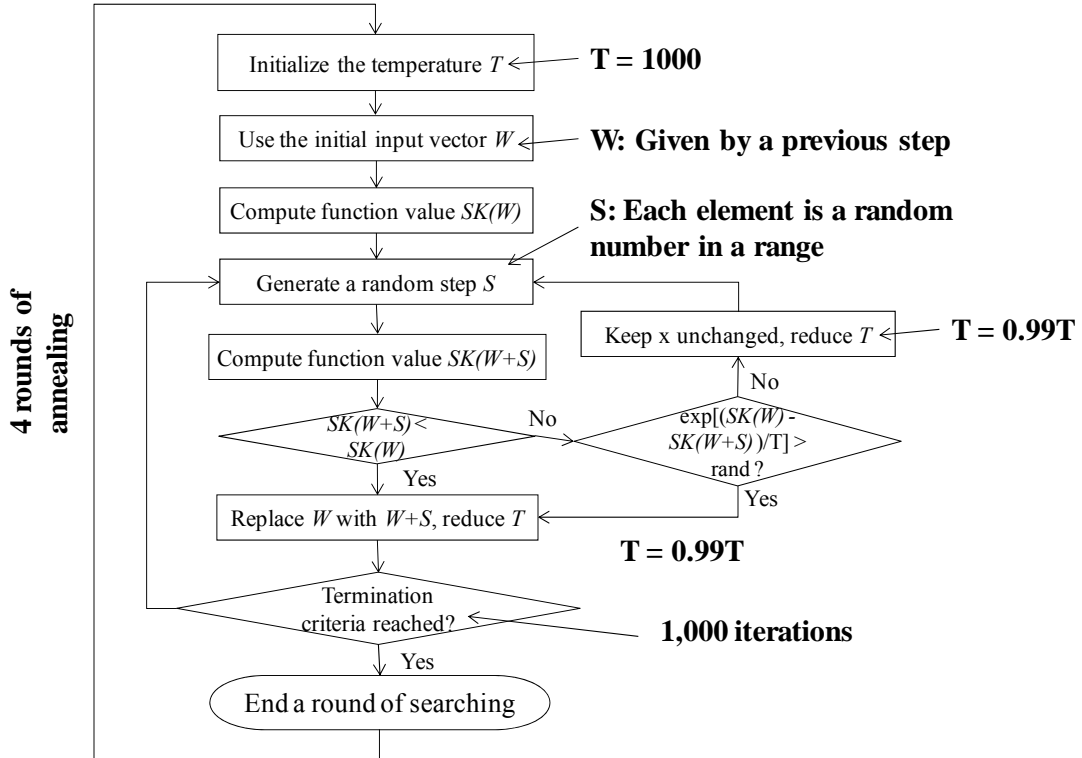 Initialize the temperature T
T = 1000
Use the initial input vector W
W: Given by a previous step
Compute function value SK(W)
S: Each element is a random
number in a range
Generate a random step S
Keep x unchanged, reduce T
T = 0.99T
Compute function value SK(W+S)
4 rounds of
annealing
SK(W+S) <
SK(W)
No
No
exp[(SK(W) -
SK(W+S) )/T] >
rand ?
Yes
Yes
Replace W with W+S, reduce T
T = 0.99T
Termination
criteria reached?
1,000 iterations
Yes
End a round of searching